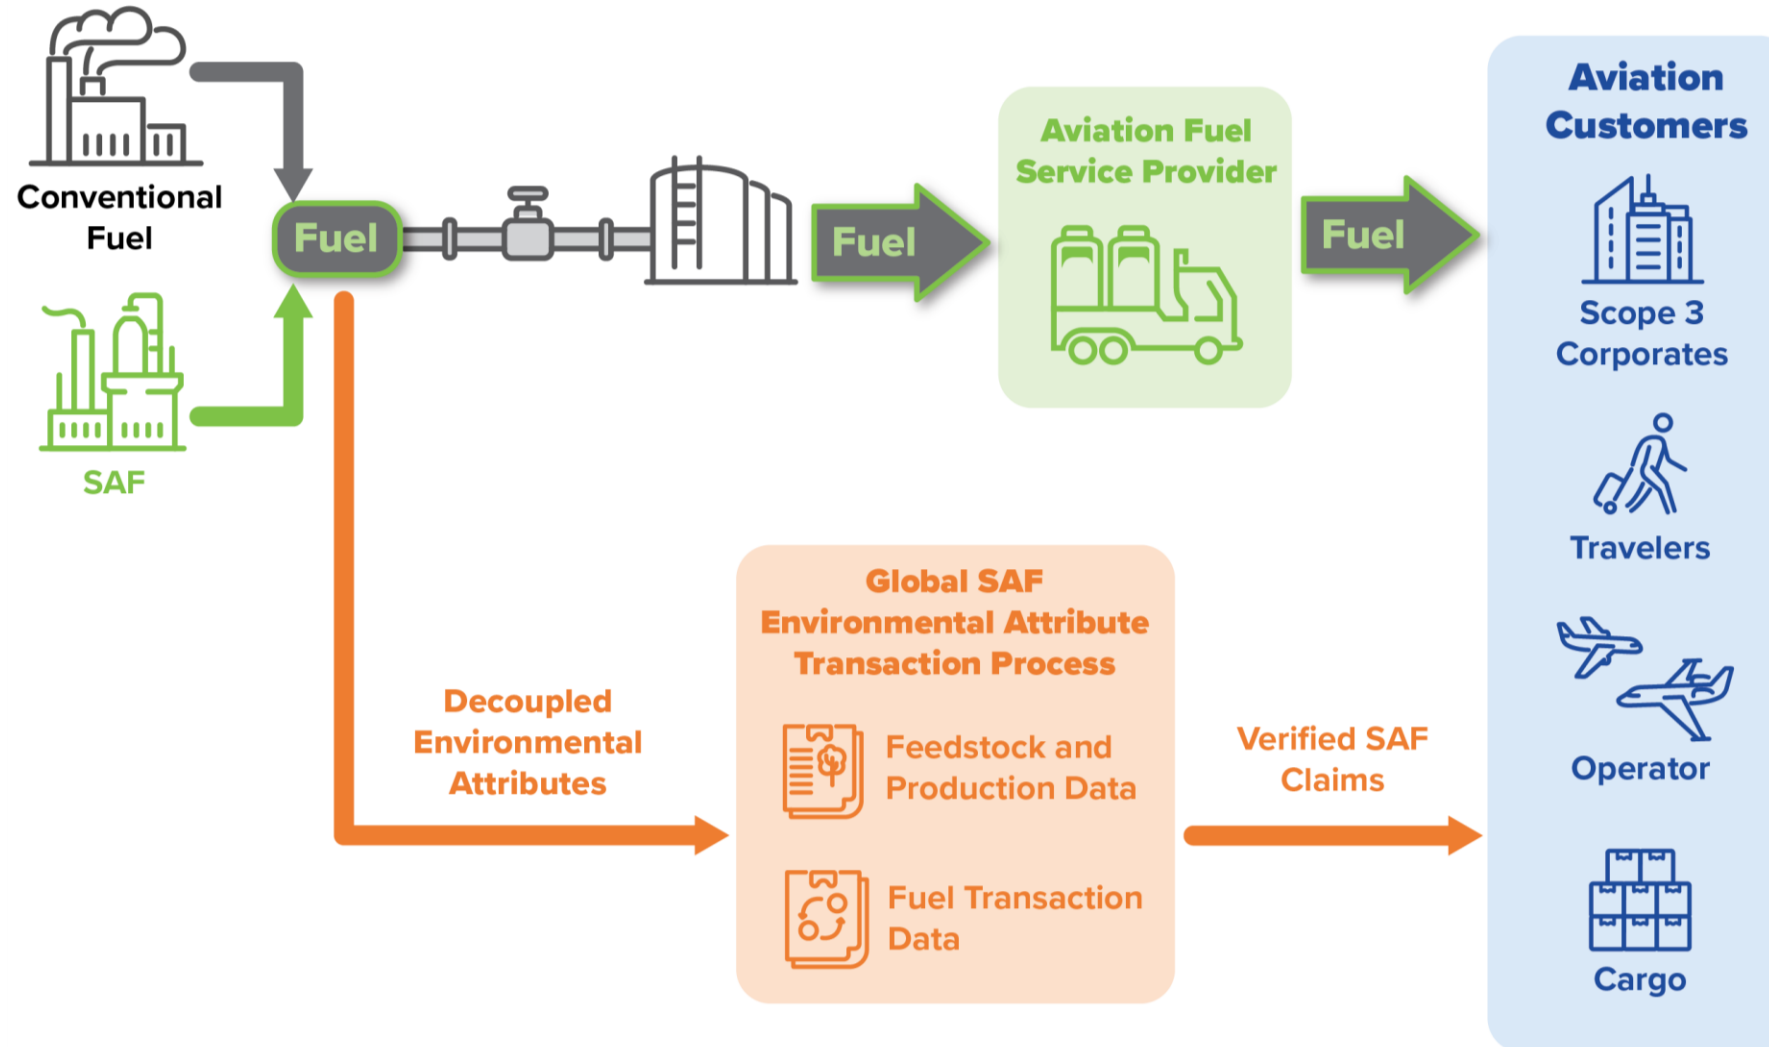 Conventional
Fuel
SAF
Fuel
Fuel
Aviation Fuel
Service Provider
Fuel
Decoupled
Environmental
Attributes
Global SAF
Environmental Attribute
Transaction Process
Feedstock and
Production Data
Fuel Transaction
Data
Verified SAF
Claims
Aviation
Customers
Scope 3
Corporates
Travelers
Operator
Cargo